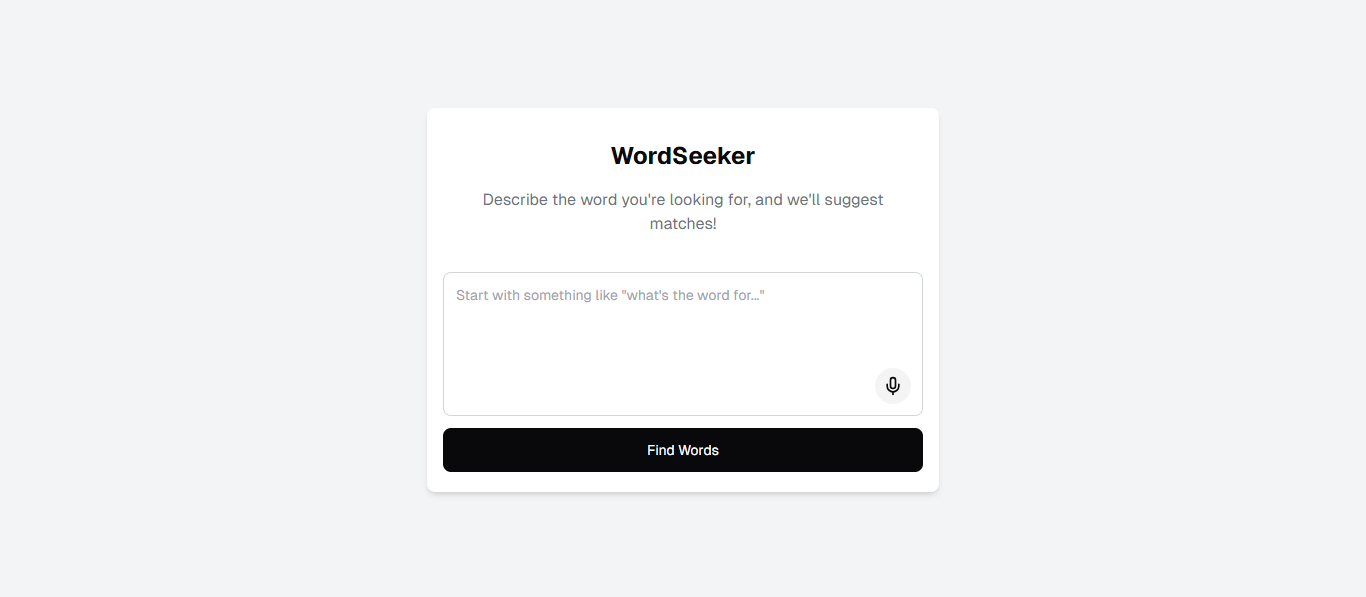 WordSeeker
Describe the word you're looking for, and we'll suggest
matches!
Start with something like "what's the word for..."
Find Words